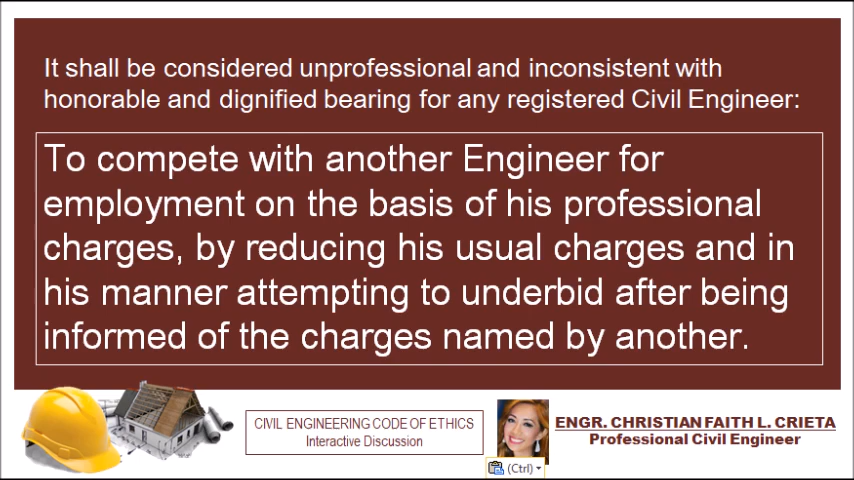 It shall be considered unprofessional and inconsistent with
honorable and dignified bearing for any registered Civil Engineer:
To compete with another Engineer for
employment on the basis of his professional
charges, by reducing his usual charges and in
his manner attempting to underbid after being
informed of the charges named by another.
CIVIL ENGINEERING CODE OF ETHICS
Interactive Discussion
ENGR. CHRISTIAN FAITH L. CRIETA
Professional Civil Engineer
(Ctrl)